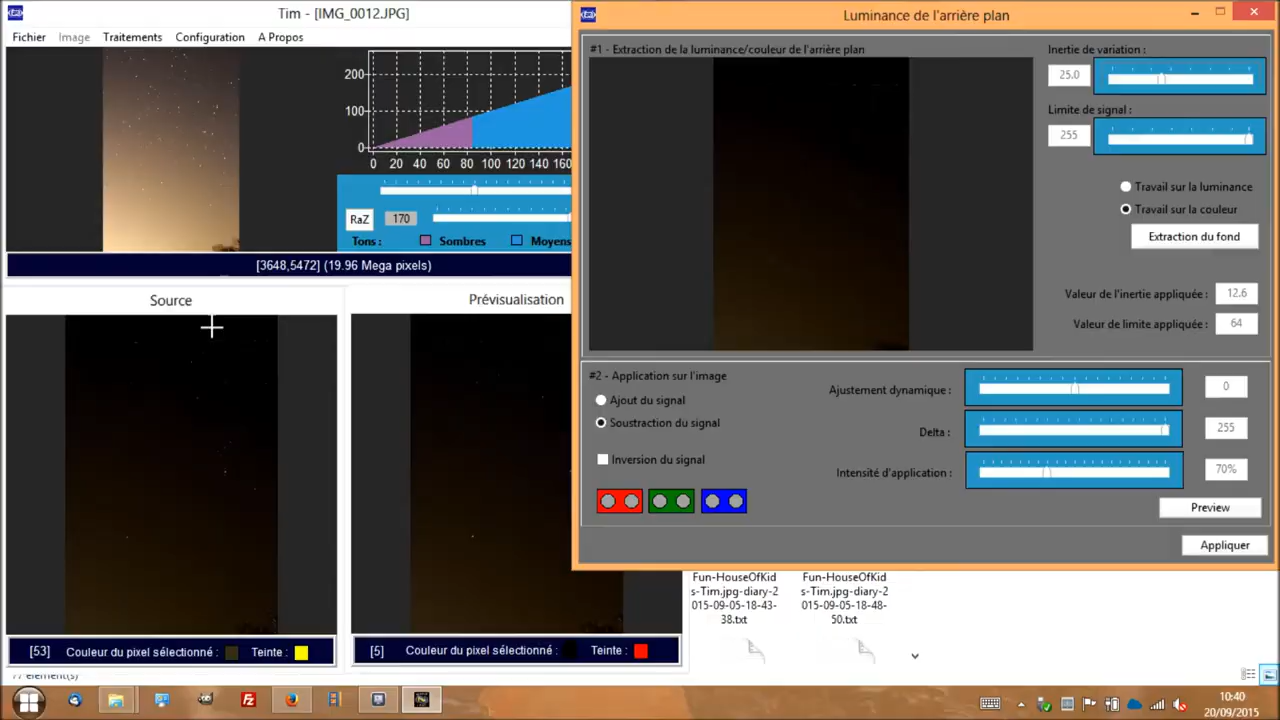 Tim - [IMG_0012.JPG]
Fichier Image Traitements Configuration A Propos
200
100
0
0 20 40 60 80 100 120 140
RaZ 170
Tons : Sombres Moyens
[3648,5472] (19.96 Mega pixels)
Source
Prévisualisation
[53] Couleur du pixel sélectionné : Teinte :
[5] Couleur du pixel sélectionné : Teinte :
Luminance de l'arrière plan
#1 - Extraction de la luminance/couleur de l'arrière plan
Inertie de variation :
25.0
Limite de signal :
255
Travail sur la luminance
Travail sur la couleur
Extraction du fond
Valeur de l'inertie appliquée : 12.6
Valeur de limite appliquée : 64
#2 - Application sur l'image
Ajout du signal
Soustraction du signal
Inversion du signal
Ajustement dynamique : 0
Delta : 255
Intensité d'application : 70%
Preview
Appliquer
Fun-HouseOfKid
s-Tim.jpg-diary-2
015-09-05-18-43-
38.txt
Fun-HouseOfKid
s-Tim.jpg-diary-2
015-09-05-18-48-
50.txt
77 élément(s)
10:40
20/09/2015